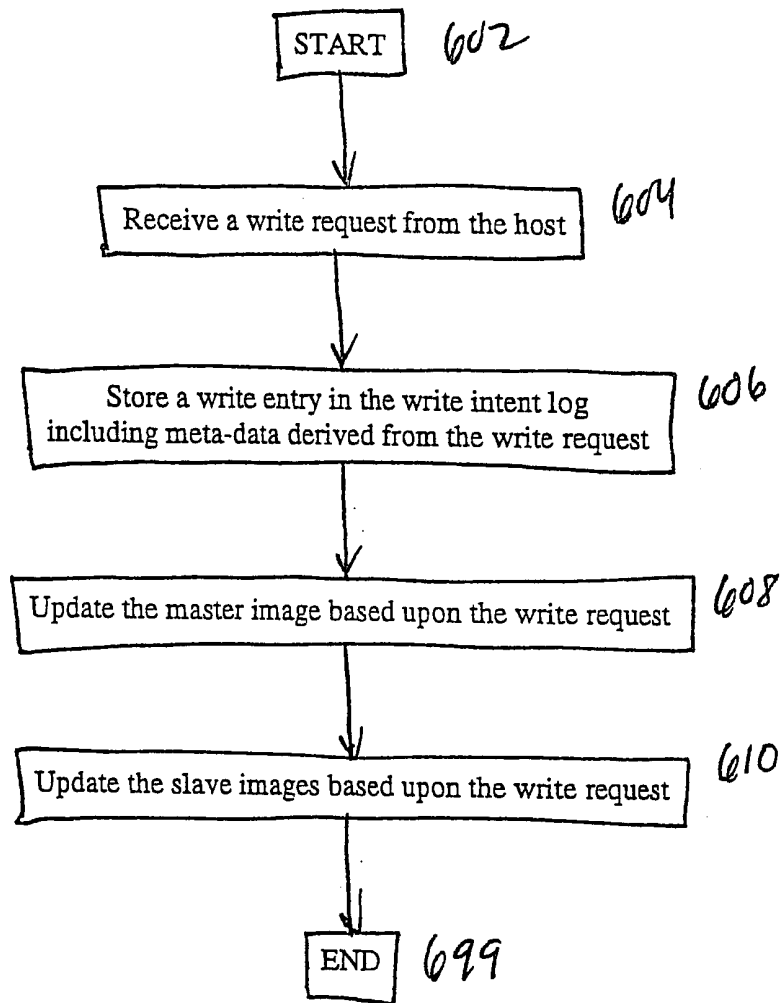 START 602
Receive a write request from the host 604
Store a write entry in the write intent log 606
including meta-data derived from the write request
Update the master image based upon the write request 608
Update the slave images based upon the write request 610
END 699